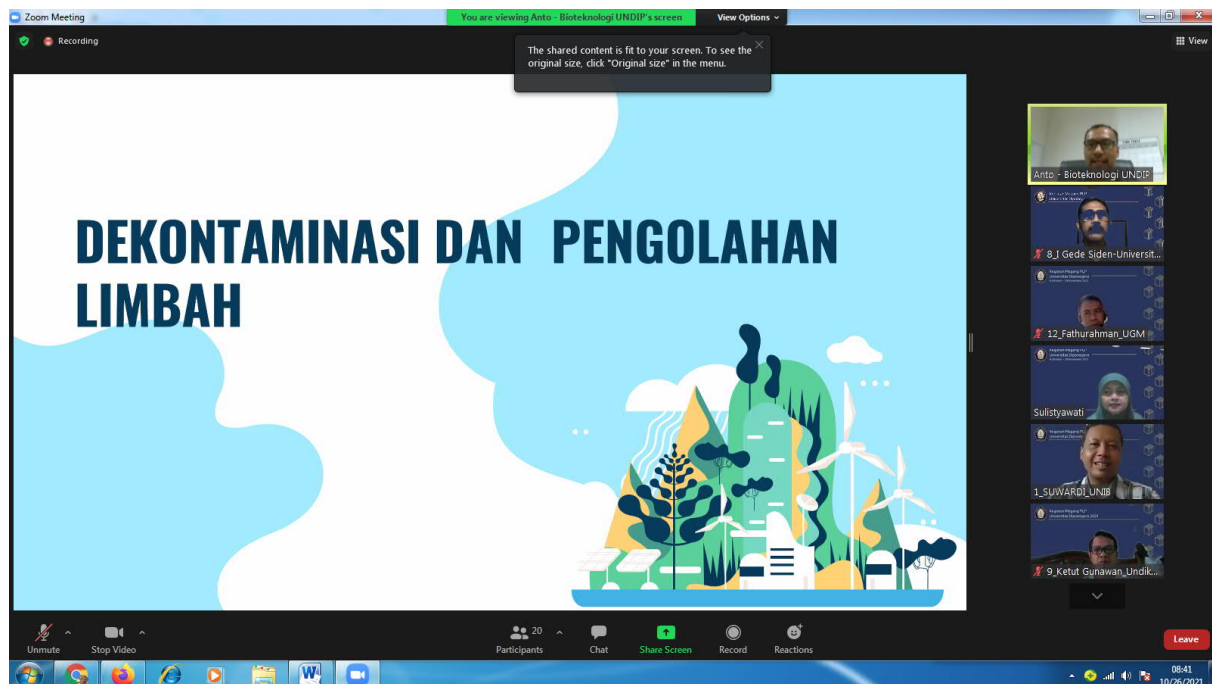 Zoom Meeting
You are viewing Anto - Bioteknologi UNDIP's screen
View Options
Recording
View
The shared content is fit to your screen. To see the
original size, click "Original size" in the menu.
DEKONTAMINASI DAN PENGOLAHAN
LIMBAH
Anto - Bioteknologi UNDIP
8_I Gede Siden-Universit...
12_Fathurahman_UGM
Sulistyawati
1_SUWARDI_UNIB
9_Ketut Gunawan_Undik...
Unmute
Stop Video
20
Participants
Chat
Share Screen
Record
Reactions
Leave
08:41
10/26/2021